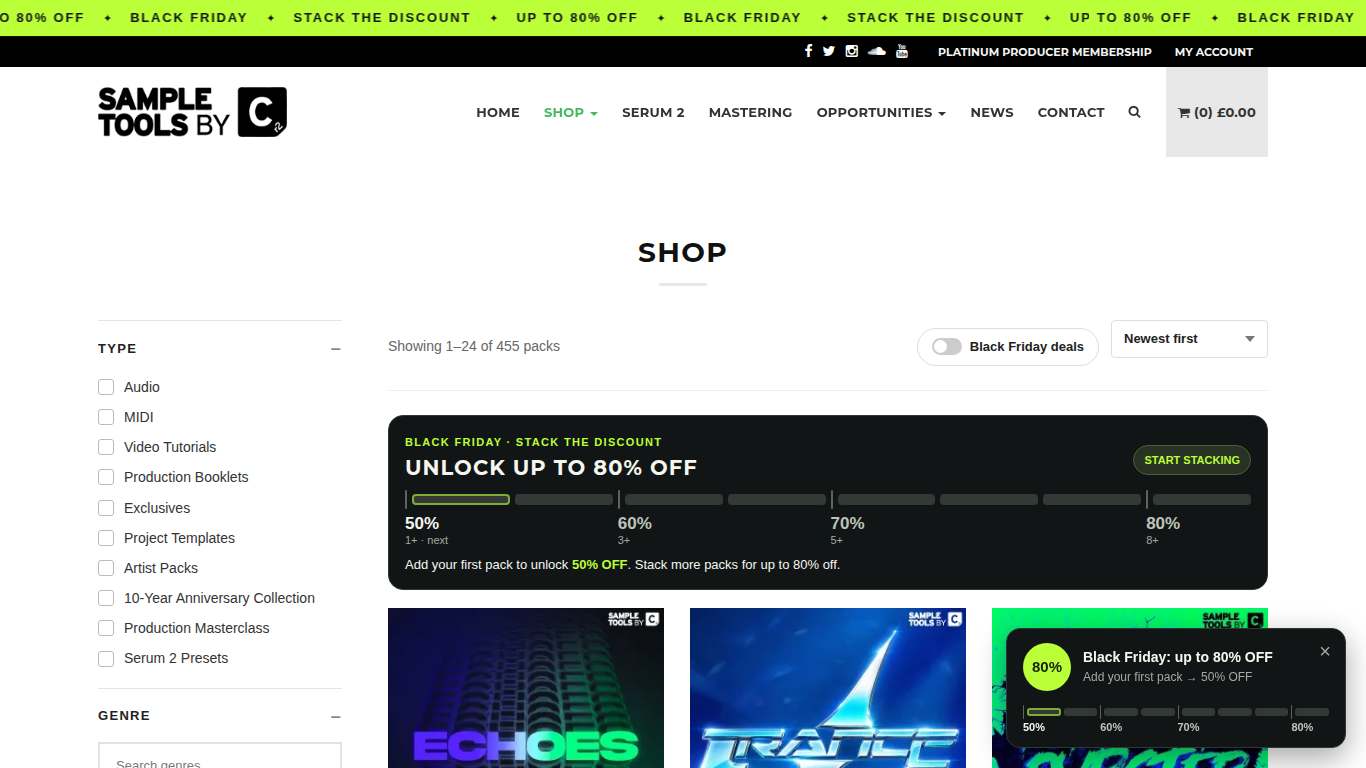 O 80% OFF ✦ BLACK FRIDAY ✦ STACK THE DISCOUNT ✦ UP TO 80% OFF ✦ BLACK FRIDAY ✦ STACK THE DISCOUNT ✦ UP TO 80% OFF ✦ BLACK FRIDAY
PLATINUM PRODUCER MEMBERSHIP MY ACCOUNT
SAMPLE TOOLS BY C
HOME SHOP SERUM 2 MASTERING OPPORTUNITIES NEWS CONTACT (0) £0.00
SHOP
TYPE
Audio
MIDI
Video Tutorials
Production Booklets
Exclusives
Project Templates
Artist Packs
10-Year Anniversary Collection
Production Masterclass
Serum 2 Presets
GENRE
Search genres
Showing 1–24 of 455 packs
Black Friday deals
Newest first
BLACK FRIDAY · STACK THE DISCOUNT
UNLOCK UP TO 80% OFF
START STACKING
50% 60% 70% 80%
1+ · next 3+ 5+ 8+
Add your first pack to unlock 50% OFF. Stack more packs for up to 80% off.
SAMPLE TOOLS BY C
ECHOES
SAMPLE TOOLS BY C
TRANCE
SAMPLE TOOLS BY C
DUBSTEP
80%
Black Friday: up to 80% OFF
Add your first pack → 50% OFF
50% 60% 70% 80%